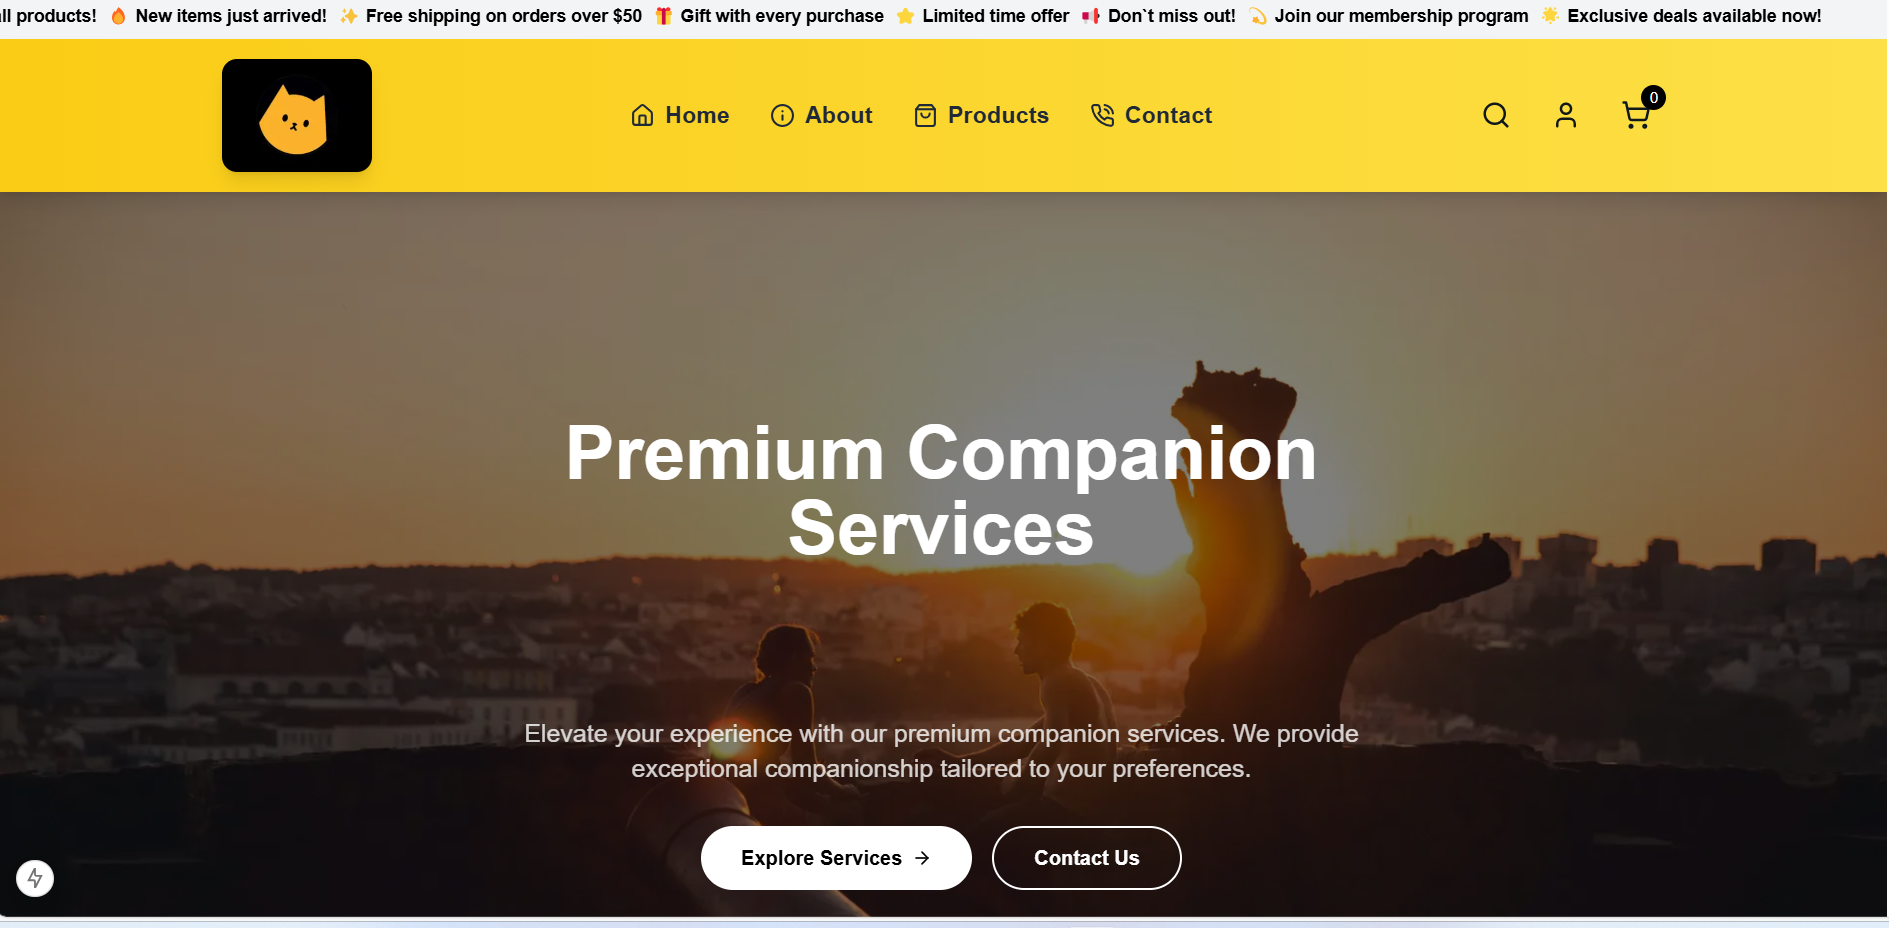 all products! 🔥 New items just arrived! ✨ Free shipping on orders over $50 🎁 Gift with every purchase ⭐ Limited time offer 📢 Don`t miss out! 💫 Join our membership program 🌟 Exclusive deals available now!
Home About Products Contact 0
Premium Companion
Services
Elevate your experience with our premium companion services. We provide
exceptional companionship tailored to your preferences.
Explore Services → Contact Us